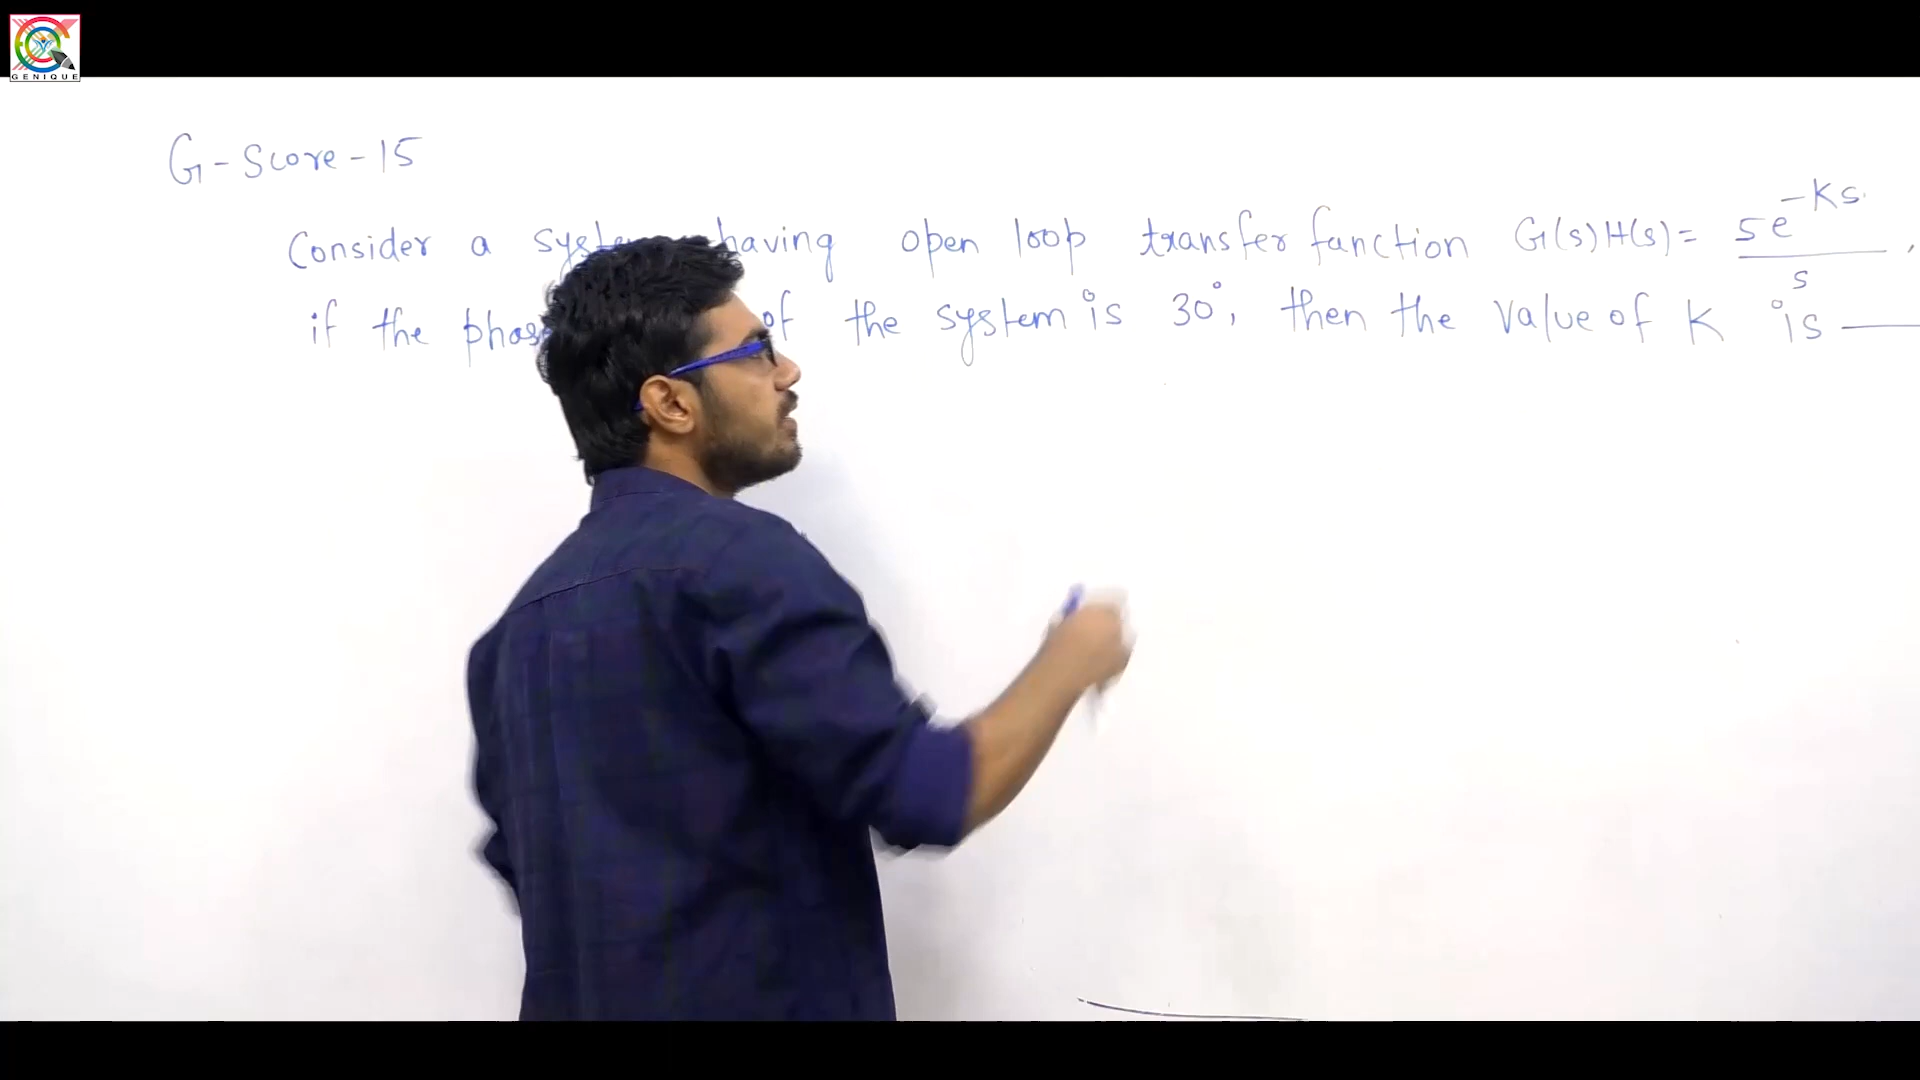 GENIQUE
G-Score-15
Consider a having open loop transfer function G(s)H(s)= 5e^-Ks / s ,
if the of the system is 30°, then the value of K is ____